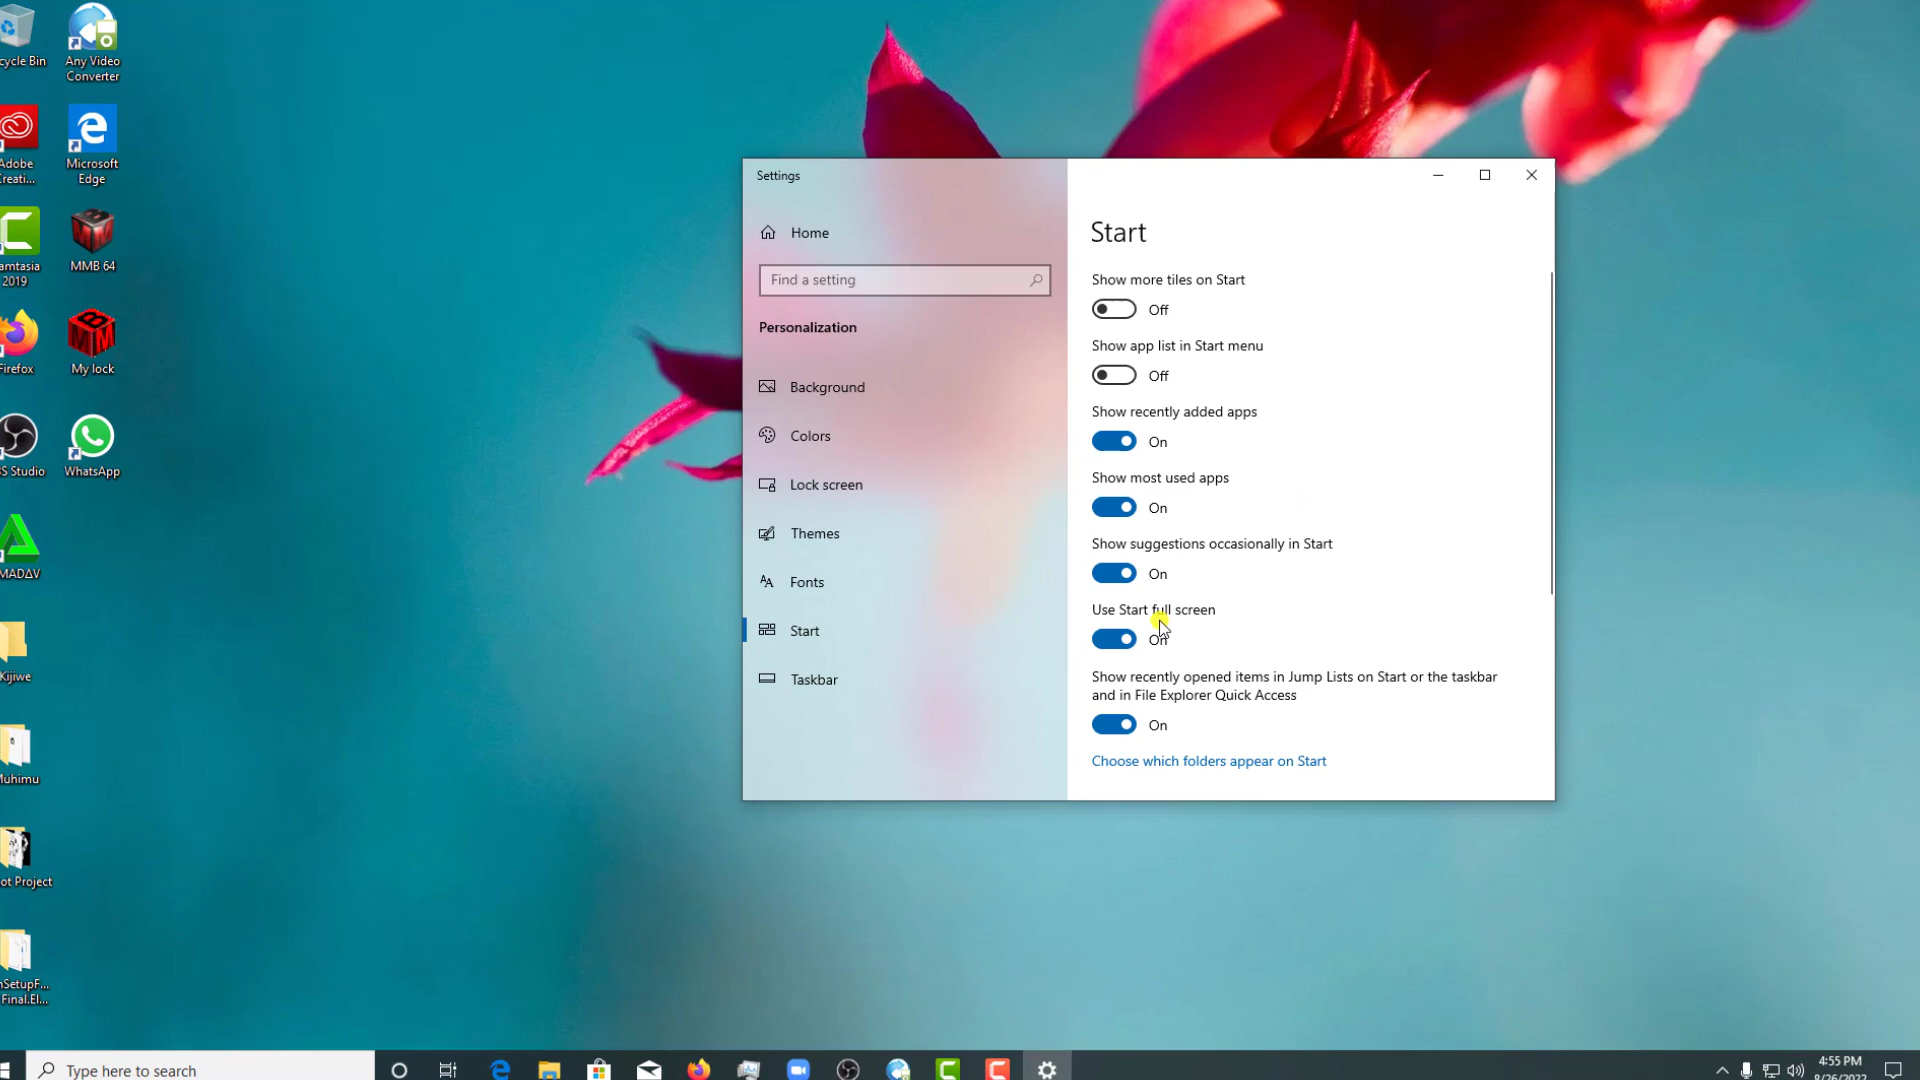 cycle Bin
Any Video
Converter
Adobe
Creati...
Microsoft
Edge
amtasia
2019
MMB 64
Firefox
My lock
S Studio
WhatsApp
MADΔV
Kijiwe
Muhimu
ot Project
SetupF...
Final.El...
Settings
Home
Find a setting
Personalization
Background
Colors
Lock screen
Themes
Fonts
Start
Taskbar
Start
Show more tiles on Start
Off
Show app list in Start menu
Off
Show recently added apps
On
Show most used apps
On
Show suggestions occasionally in Start
On
Use Start full screen
On
Show recently opened items in Jump Lists on Start or the taskbar
and in File Explorer Quick Access
On
Choose which folders appear on Start
Type here to search
4:55 PM
8/26/2022